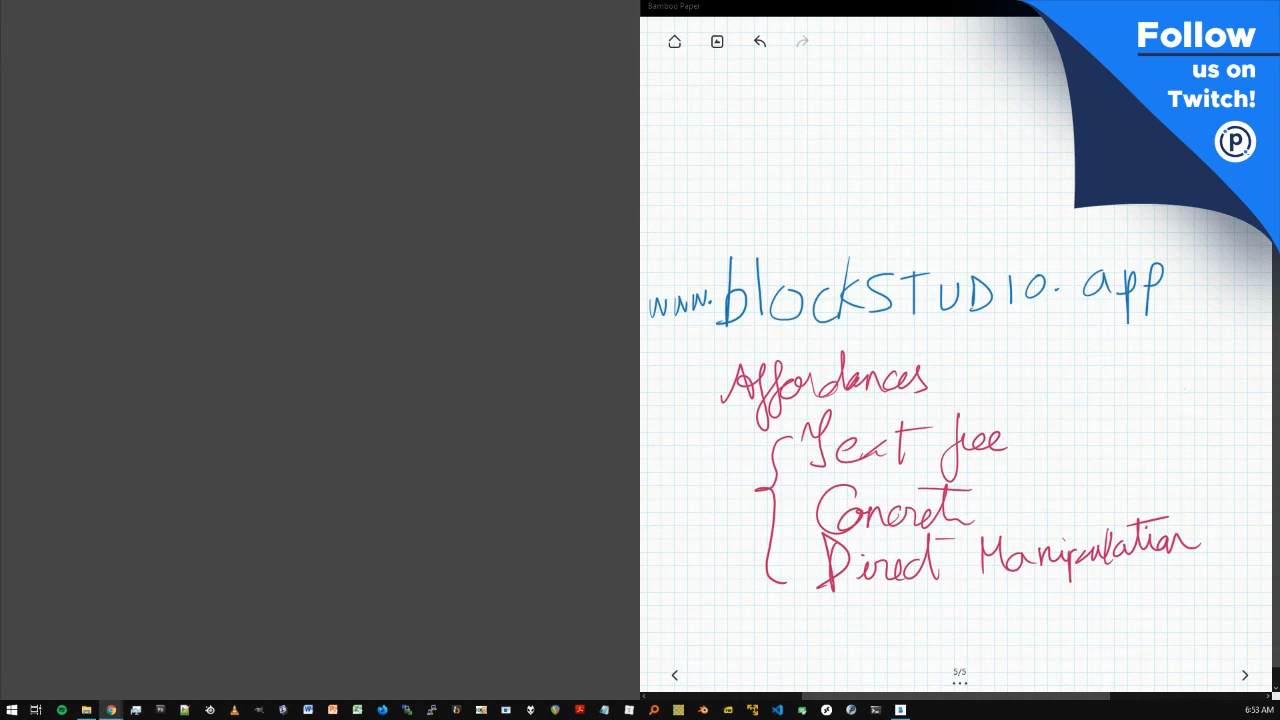 Bamboo Paper
Follow
us on
Twitch!
p
www.blockSTUDIO.app
Affordances
Text free
Concrete
Direct Manipulation
5/5
6:53 AM